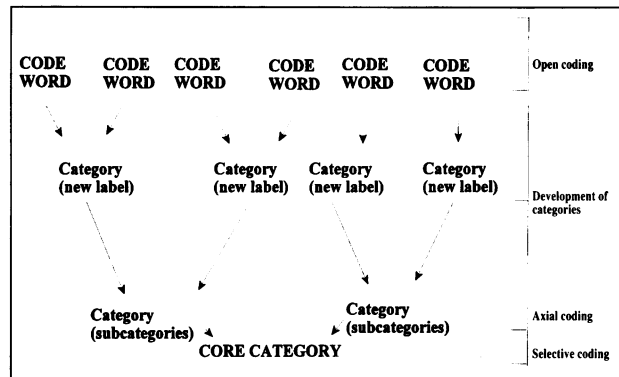 CODE WORD CODE WORD CODE WORD CODE WORD CODE WORD CODE WORD
Open coding
Category (new label) Category (new label) Category (new label) Category (new label)
Development of categories
Category (subcategories) Category (subcategories)
Axial coding
CORE CATEGORY
Selective coding